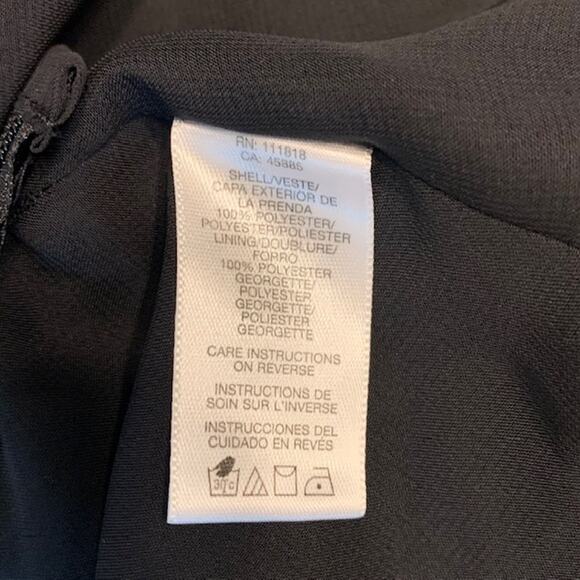 RN: 111818
CA: 45885
SHELL/VESTE/
CAPA EXTERIOR DE
LA PRENDA
100% POLYESTER/
POLYESTER/POLIESTER
LINING/DOUBLURE/
FORRO
100% POLYESTER
GEORGETTE/
POLYESTER
GEORGETTE/
POLIESTER
GEORGETTE
CARE INSTRUCTIONS
ON REVERSE
INSTRUCTIONS DE
SOIN SUR L'INVERSE
INSTRUCCIONES DEL
CUIDADO EN REVÉS
30°c